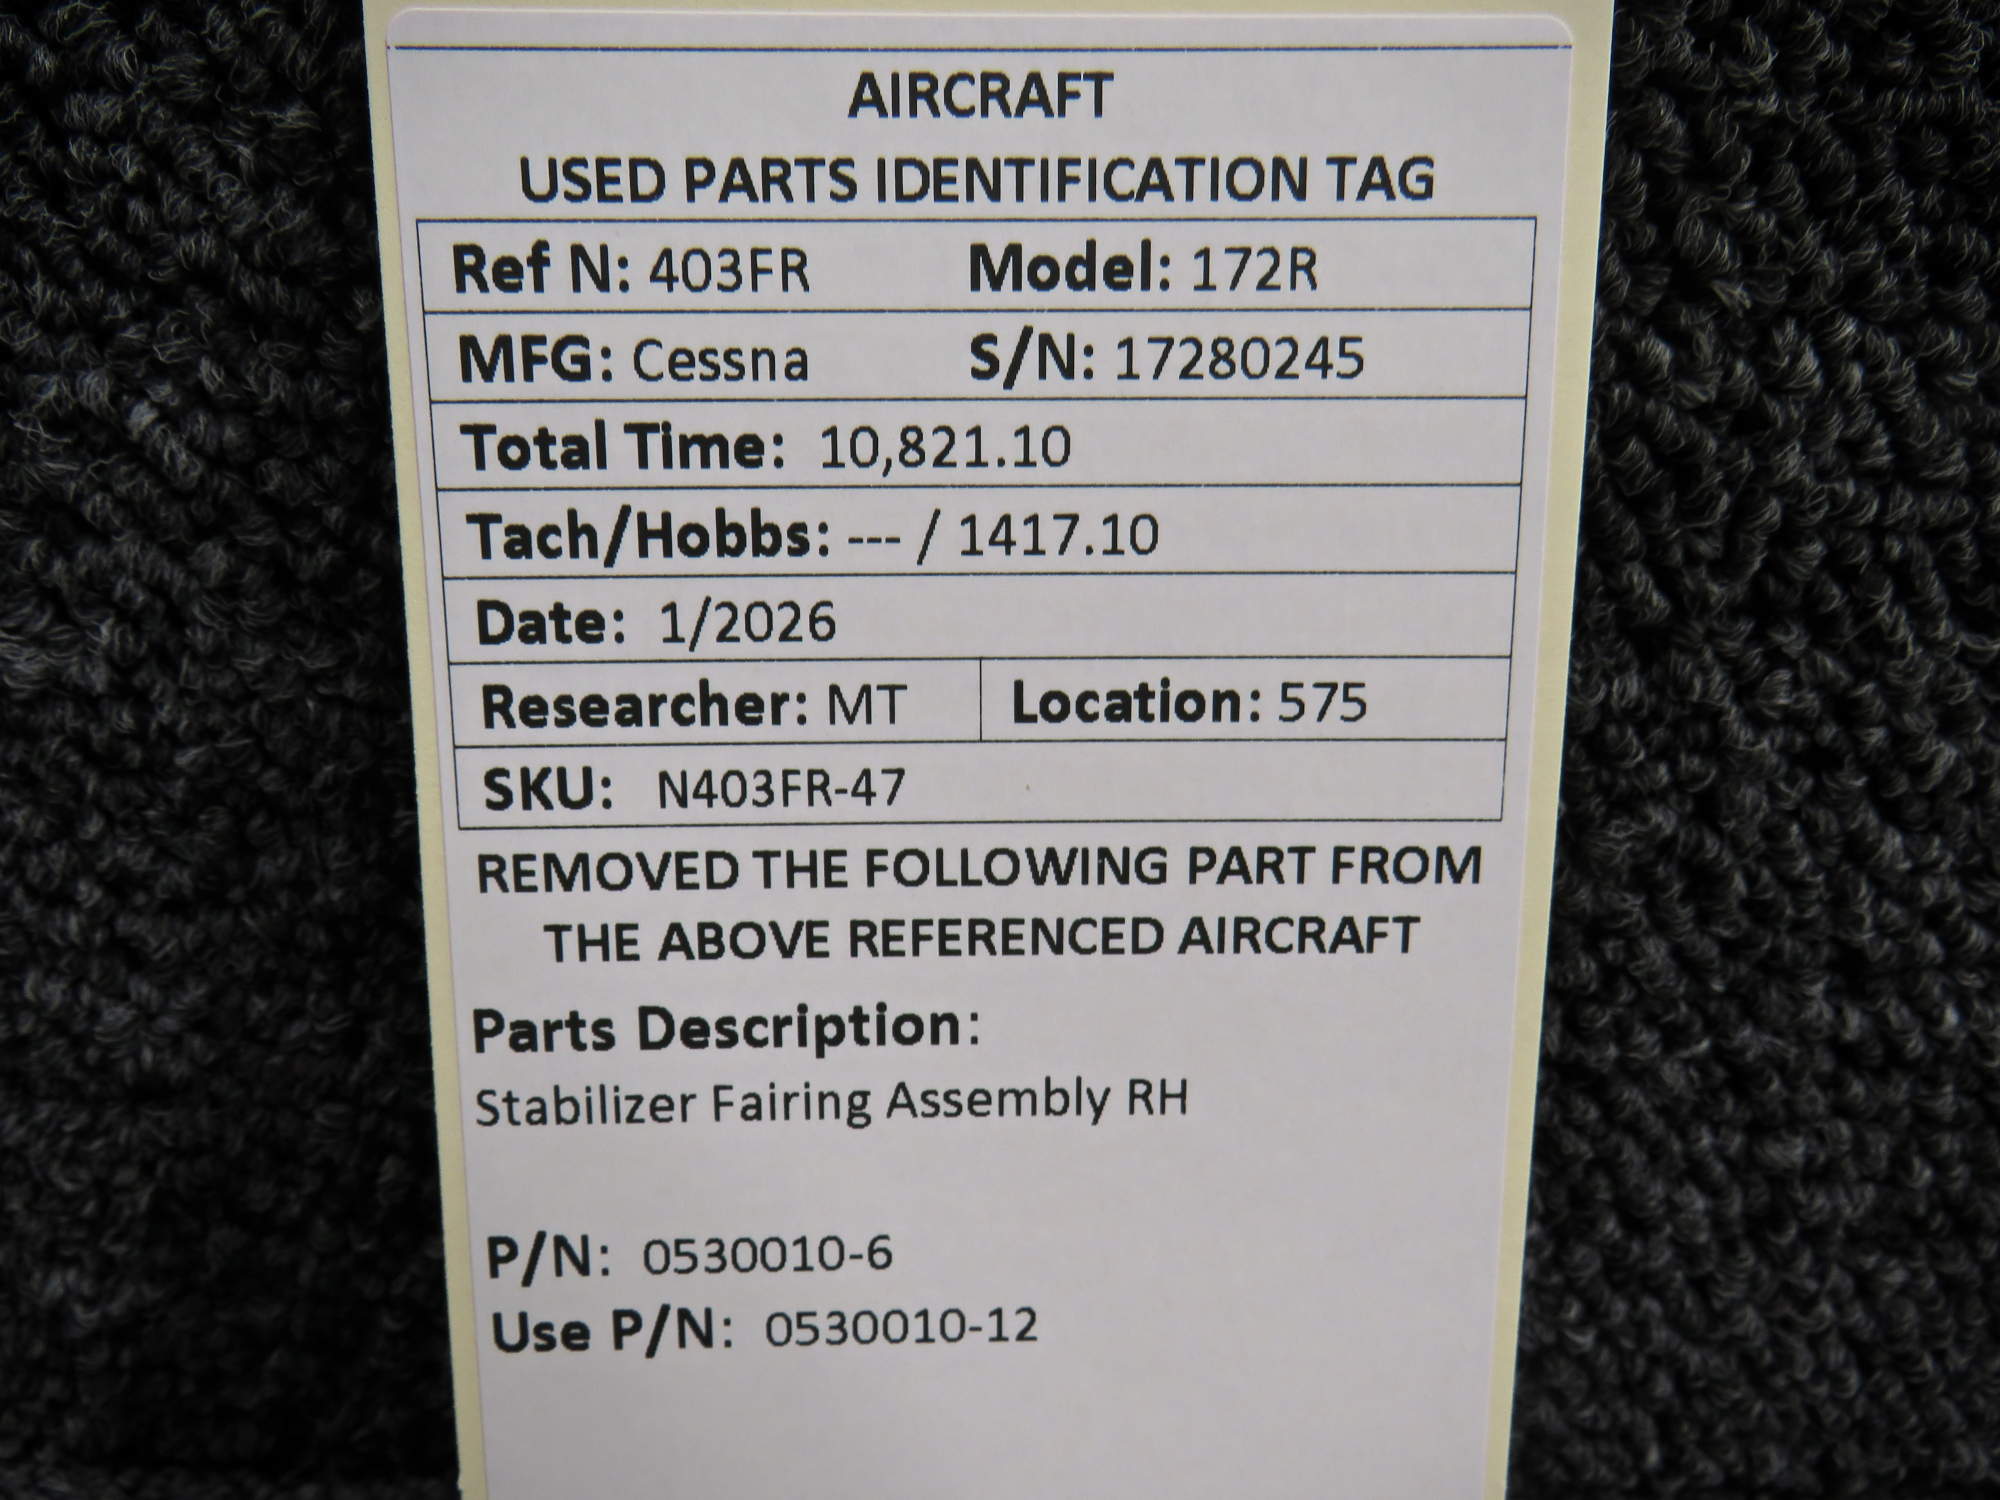 AIRCRAFT
USED PARTS IDENTIFICATION TAG
Ref N: 403FR Model: 172R
MFG: Cessna S/N: 17280245
Total Time: 10,821.10
Tach/Hobbs: --- / 1417.10
Date: 1/2026
Researcher: MT Location: 575
SKU: N403FR-47
REMOVED THE FOLLOWING PART FROM
THE ABOVE REFERENCED AIRCRAFT
Parts Description:
Stabilizer Fairing Assembly RH
P/N: 0530010-6
Use P/N: 0530010-12